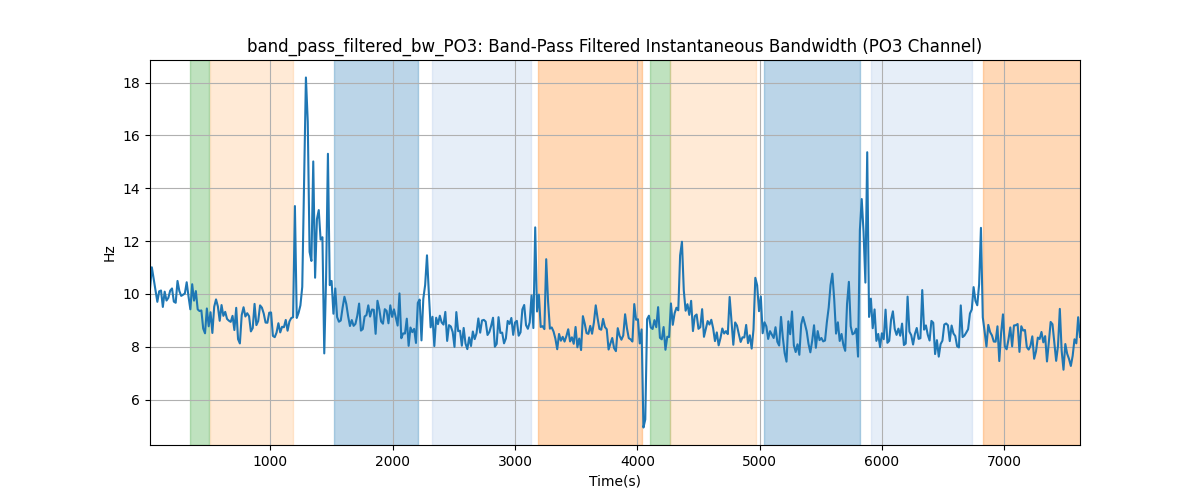 band_pass_filtered_bw_PO3: Band-Pass Filtered Instantaneous Bandwidth (PO3 Channel)
18
16
14
12
10
8
6
Hz
1000 2000 3000 4000 5000 6000 7000
Time(s)